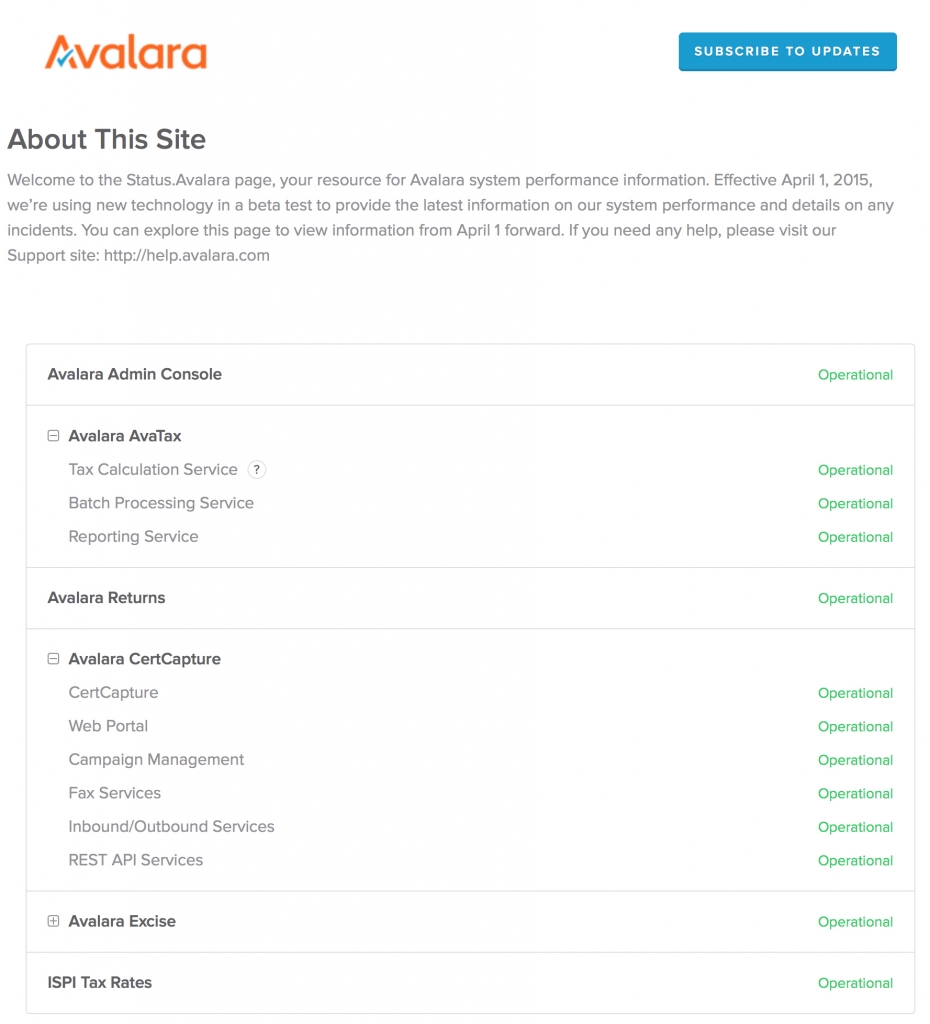 Avalara
SUBSCRIBE TO UPDATES
About This Site
Welcome to the Status.Avalara page, your resource for Avalara system performance information. Effective April 1, 2015,
we’re using new technology in a beta test to provide the latest information on our system performance and details on any
incidents. You can explore this page to view information from April 1 forward. If you need any help, please visit our
Support site: http://help.avalara.com
Avalara Admin Console Operational
Avalara AvaTax
Tax Calculation Service ? Operational
Batch Processing Service Operational
Reporting Service Operational
Avalara Returns Operational
Avalara CertCapture
CertCapture Operational
Web Portal Operational
Campaign Management Operational
Fax Services Operational
Inbound/Outbound Services Operational
REST API Services Operational
Avalara Excise Operational
ISPI Tax Rates Operational